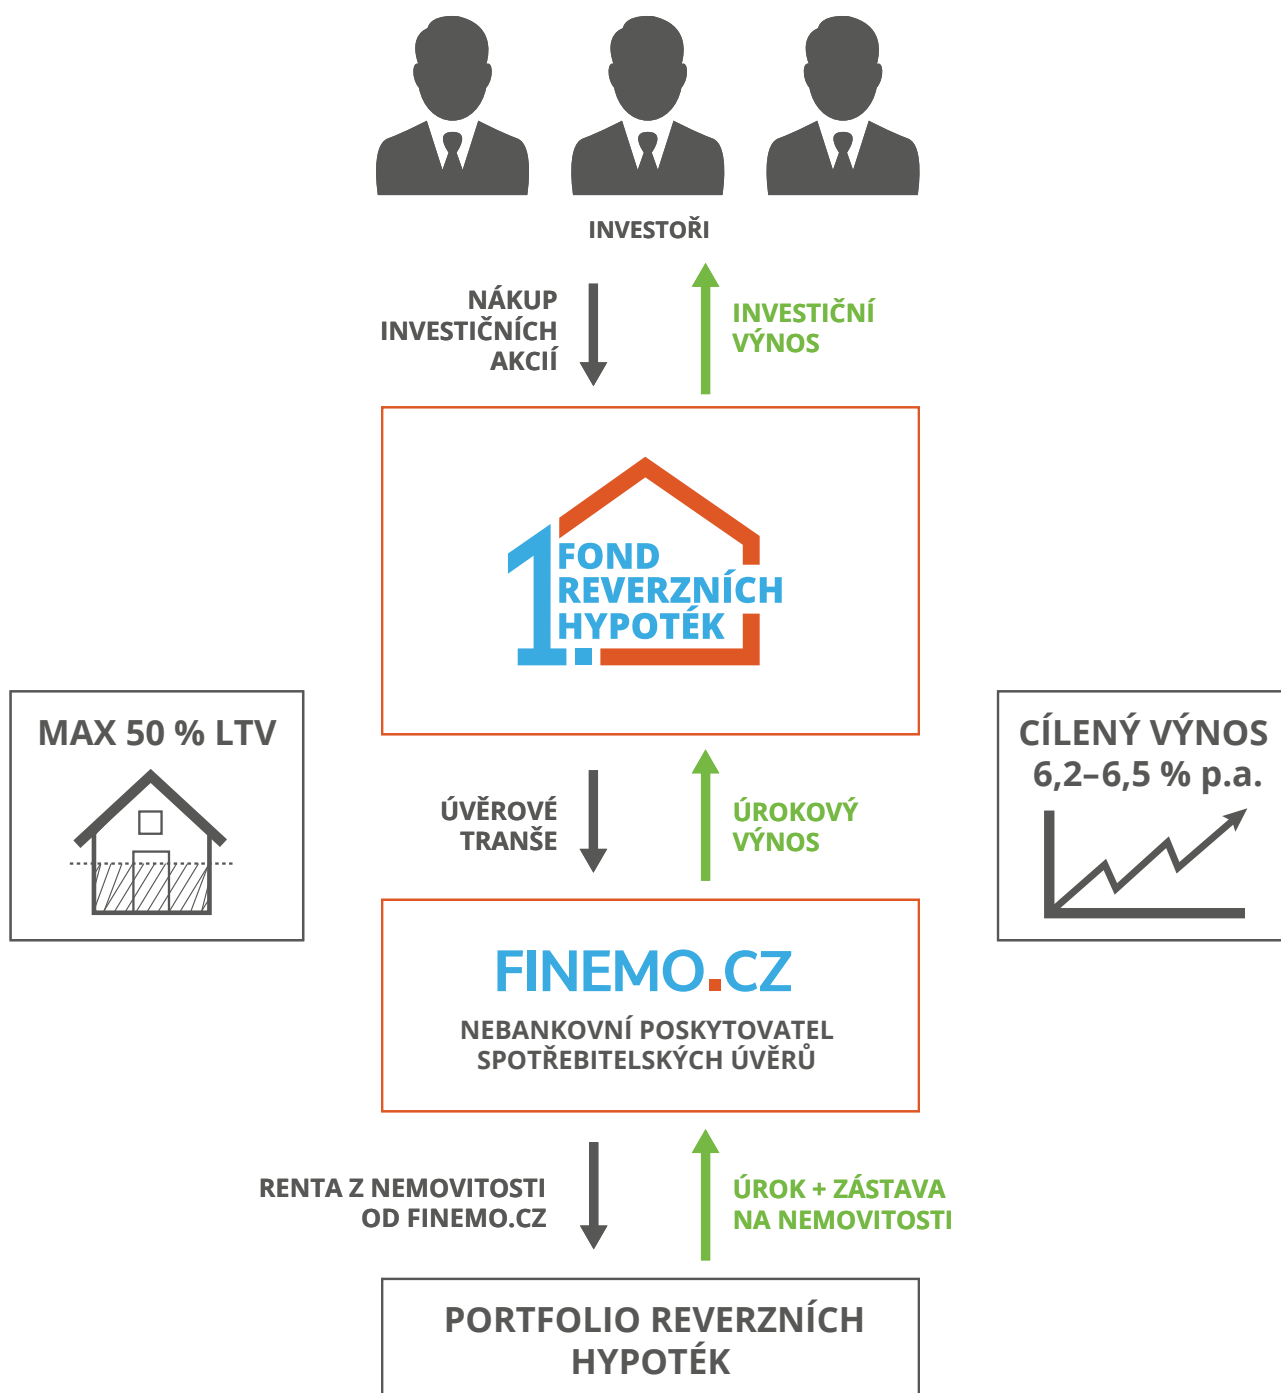 INVESTOŘI
NÁKUP
INVESTIČNÍCH
AKCIÍ
INVESTIČNÍ
VÝNOS
1.
FOND
REVERZNÍCH
HYPOTÉK
MAX 50 % LTV
CÍLENÝ VÝNOS
6,2–6,5 % p.a.
ÚVĚROVÉ
TRANŠE
ÚROKOVÝ
VÝNOS
FINEMO.CZ
NEBANKOVNÍ POSKYTOVATEL
SPOTŘEBITELSKÝCH ÚVĚRŮ
RENTA Z NEMOVITOSTI
OD FINEMO.CZ
ÚROK + ZÁSTAVA
NA NEMOVITOSTI
PORTFOLIO REVERZNÍCH
HYPOTÉK